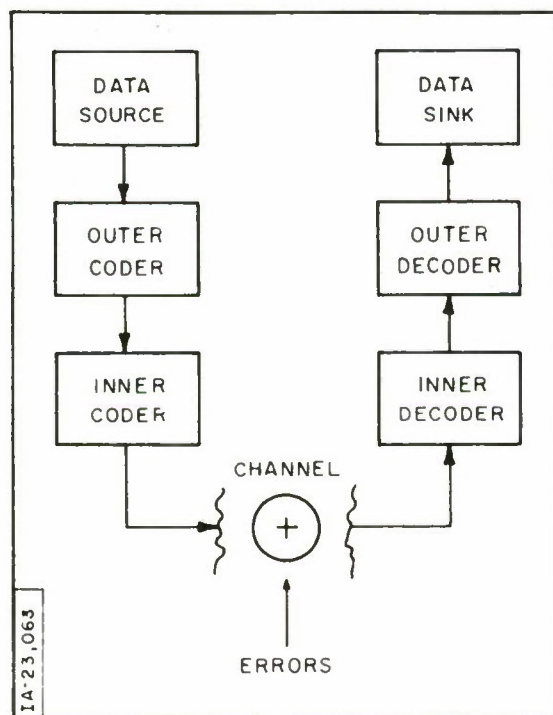 DATA
SOURCE
OUTER
CODER
INNER
CODER
CHANNEL
+
ERRORS
INNER
DECODER
OUTER
DECODER
DATA
SINK
IA-23,063